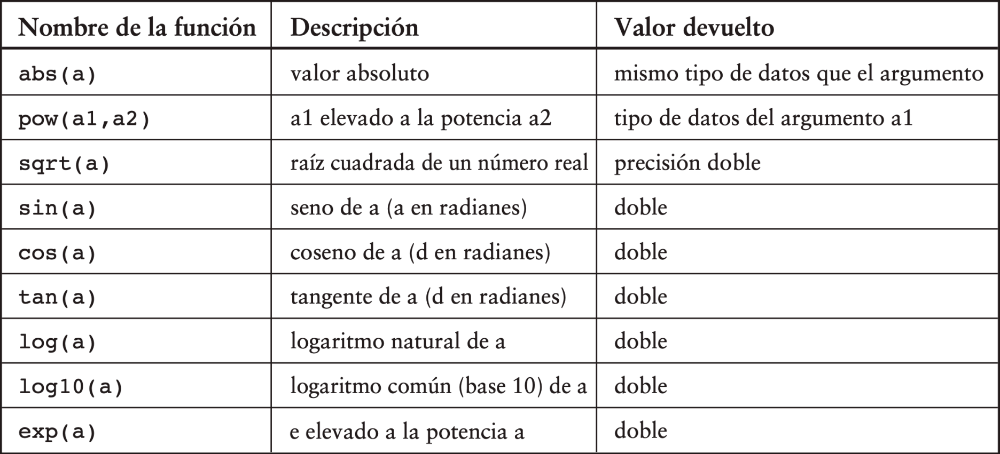 Nombre de la función Descripción Valor devuelto
abs(a) valor absoluto mismo tipo de datos que el argumento
pow(a1,a2) a1 elevado a la potencia a2 tipo de datos del argumento a1
sqrt(a) raíz cuadrada de un número real precisión doble
sin(a) seno de a (a en radianes) doble
cos(a) coseno de a (d en radianes) doble
tan(a) tangente de a (d en radianes) doble
log(a) logaritmo natural de a doble
log10(a) logaritmo común (base 10) de a doble
exp(a) e elevado a la potencia a doble